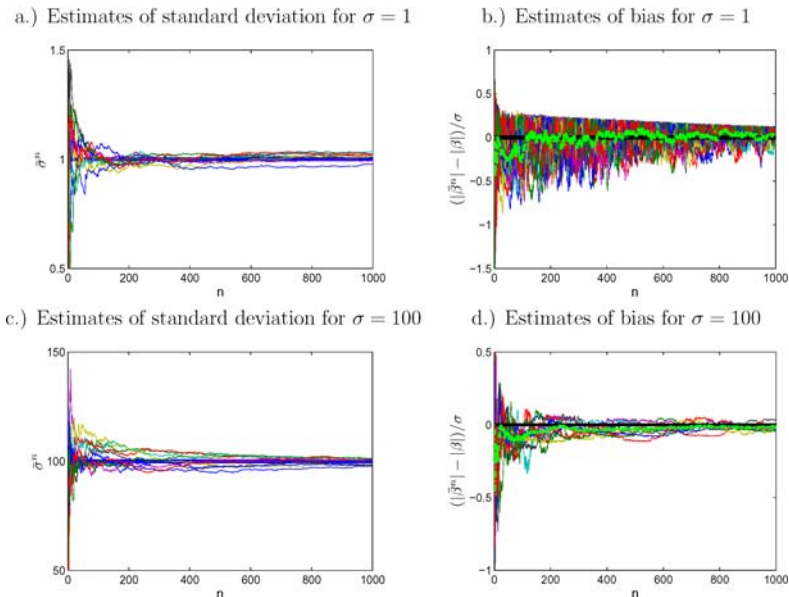 a.) Estimates of standard deviation for σ = 1
1.5
1
0.5
σ̄ⁿ
0 200 400 600 800 1000
n
b.) Estimates of bias for σ = 1
1
0.5
0
−0.5
−1
−1.5
(|β̄ⁿ| − |β|)/σ
0 200 400 600 800 1000
n
c.) Estimates of standard deviation for σ = 100
150
100
50
σ̄ⁿ
0 200 400 600 800 1000
n
d.) Estimates of bias for σ = 100
0.5
0
−0.5
−1
(|β̄ⁿ| − |β|)/σ
0 200 400 600 800 1000
n